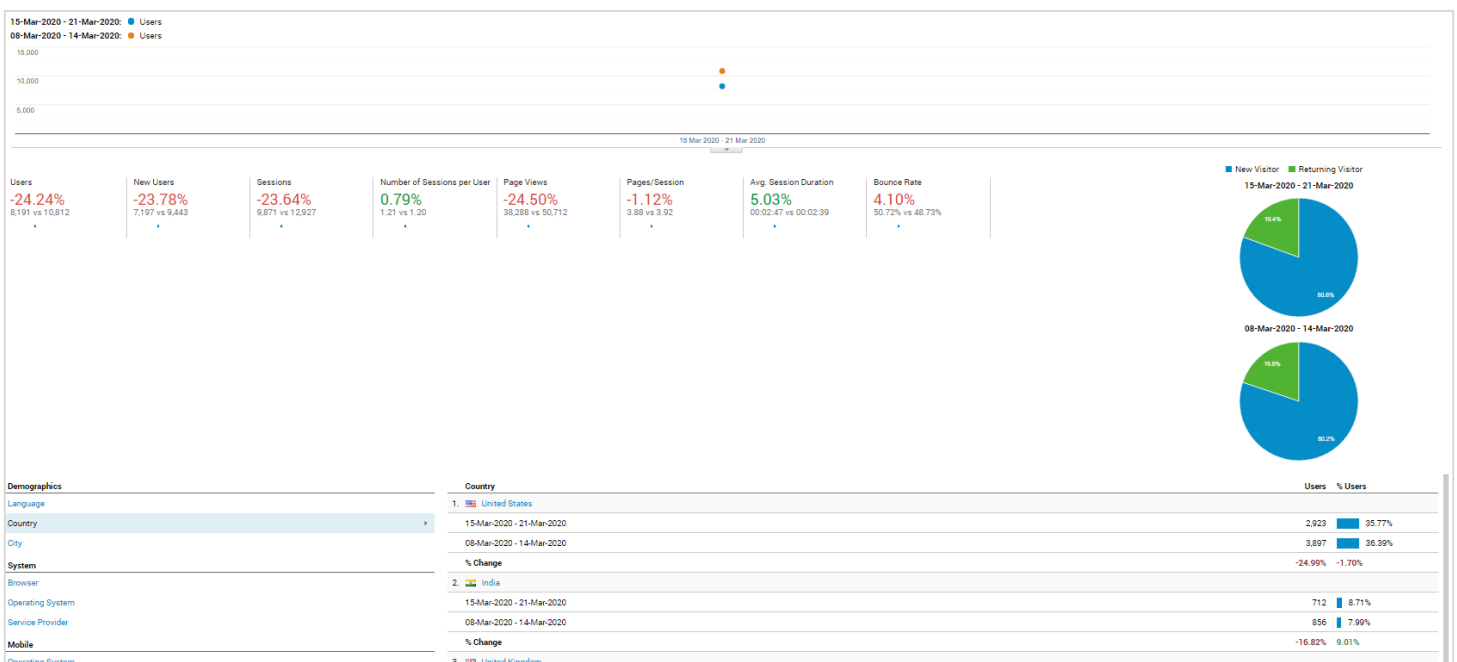 15-Mar-2020 - 21-Mar-2020: Users
08-Mar-2020 - 14-Mar-2020: Users
15,000
10,000
5,000
15 Mar 2020 - 21 Mar 2020
New Visitor Returning Visitor
15-Mar-2020 - 21-Mar-2020
19.4%
80.6%
08-Mar-2020 - 14-Mar-2020
19.8%
80.2%
Users
-24.24%
8,191 vs 10,812
New Users
-23.78%
7,197 vs 9,443
Sessions
-23.64%
9,871 vs 12,927
Number of Sessions per User
0.79%
1.21 vs 1.20
Page Views
-24.50%
38,288 vs 50,712
Pages/Session
-1.12%
3.88 vs 3.92
Avg. Session Duration
5.03%
00:02:47 vs 00:02:39
Bounce Rate
4.10%
50.72% vs 48.73%
Demographics
Language
Country
City
System
Browser
Operating System
Service Provider
Mobile
Operating System
Country Users % Users
1. United States
15-Mar-2020 - 21-Mar-2020 2,923 35.77%
08-Mar-2020 - 14-Mar-2020 3,897 36.39%
% Change -24.99% -1.70%
2. India
15-Mar-2020 - 21-Mar-2020 712 8.71%
08-Mar-2020 - 14-Mar-2020 856 7.99%
% Change -16.82% 9.01%
3. United Kingdom